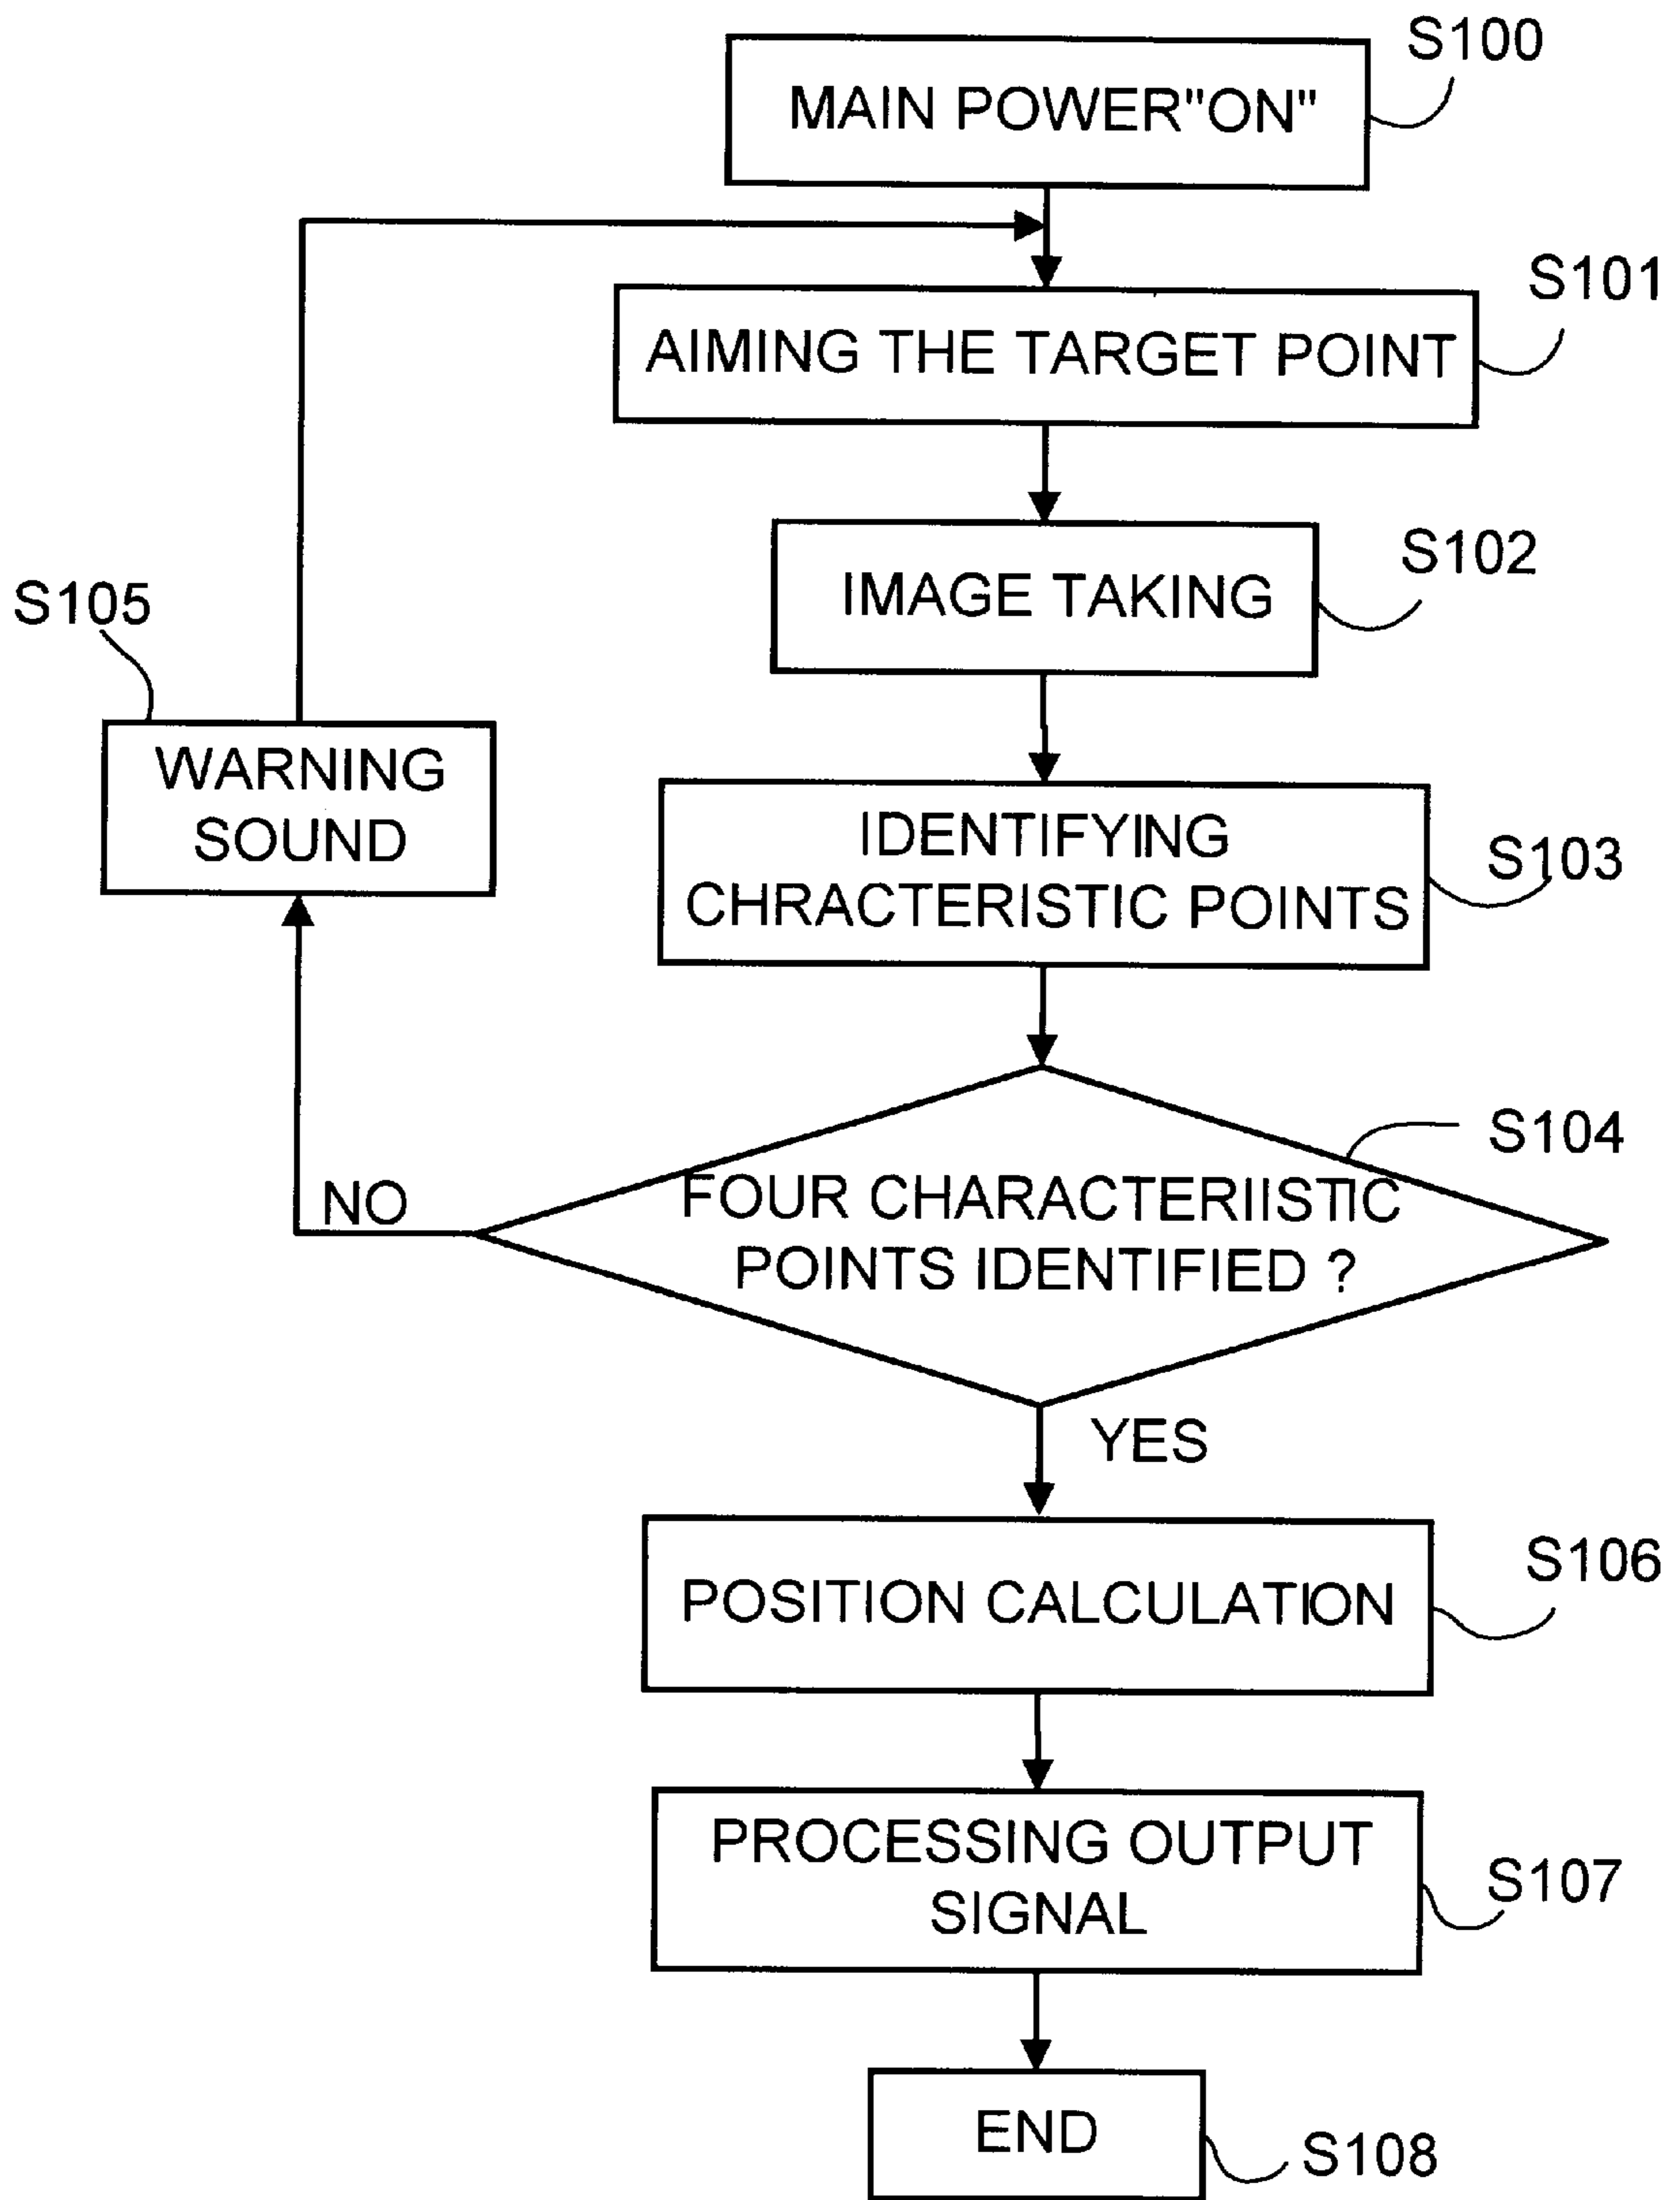 S100
MAIN POWER"ON"
S101
AIMING THE TARGET POINT
S102
IMAGE TAKING
S105
WARNING
SOUND
IDENTIFYING
CHRACTERISTIC POINTS
S103
S104
NO
FOUR CHARACTERIISTIC
POINTS IDENTIFIED ?
YES
S106
POSITION CALCULATION
PROCESSING OUTPUT
SIGNAL
S107
END
S108